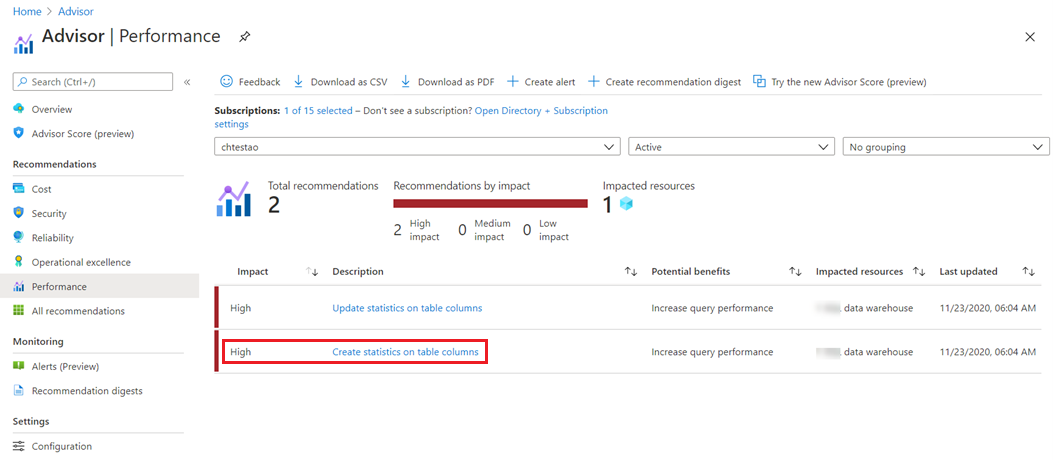 Home > Advisor
Advisor | Performance
Search (Ctrl+/)
«
Feedback
Download as CSV
Download as PDF
Create alert
Create recommendation digest
Try the new Advisor Score (preview)
Overview
Advisor Score (preview)
Recommendations
Cost
Security
Reliability
Operational excellence
Performance
All recommendations
Monitoring
Alerts (Preview)
Recommendation digests
Settings
Configuration
Subscriptions: 1 of 15 selected – Don't see a subscription? Open Directory + Subscription
settings
chtestao
Active
No grouping
Total recommendations
2
Recommendations by impact
2 High impact
0 Medium impact
0 Low impact
Impacted resources
1
Impact Description Potential benefits Impacted resources Last updated
High Update statistics on table columns Increase query performance data warehouse 11/23/2020, 06:04 AM
High Create statistics on table columns Increase query performance data warehouse 11/23/2020, 06:04 AM